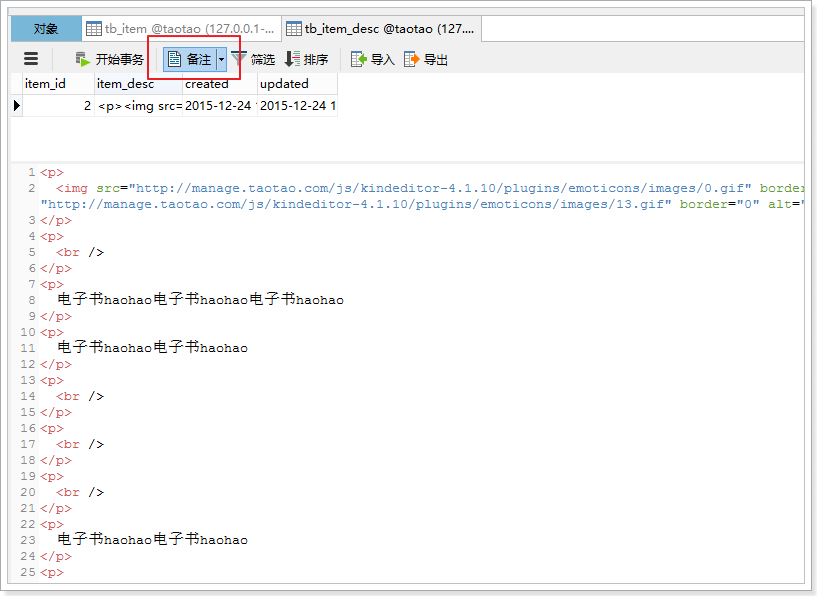 对象 tb_item @taotao (127.0.0.1-... tb_item_desc @taotao (127....
开始事务 备注 筛选 排序 导入 导出
item_id item_desc created updated
2 <p><img src= 2015-12-24 2015-12-24 1
1 <p>
2 <img src="http://manage.taotao.com/js/kindeditor-4.1.10/plugins/emoticons/images/0.gif" border
"http://manage.taotao.com/js/kindeditor-4.1.10/plugins/emoticons/images/13.gif" border="0" alt="
3 </p>
4 <p>
5 <br />
6 </p>
7 <p>
8 电子书haohao电子书haohao电子书haohao
9 </p>
10 <p>
11 电子书haohao电子书haohao
12 </p>
13 <p>
14 <br />
15 </p>
16 <p>
17 <br />
18 </p>
19 <p>
20 <br />
21 </p>
22 <p>
23 电子书haohao电子书haohao
24 </p>
25 <p>